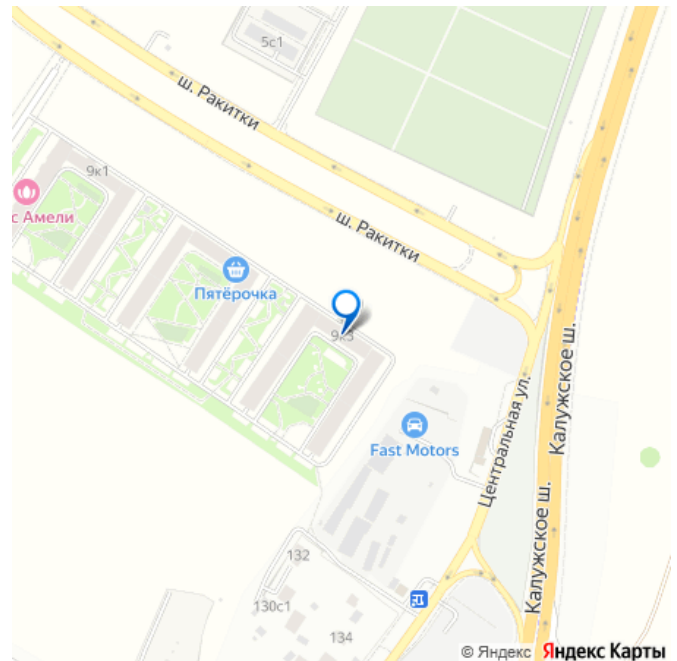 5с1
ш. Ракитки
9к1
с Амели
ш. Ракитки
Пятёрочка
9к3
Fast Motors
Центральная ул.
Калужское ш.
Калужское ш.
132
130с1
134
© Яндекс Яндекс Карты